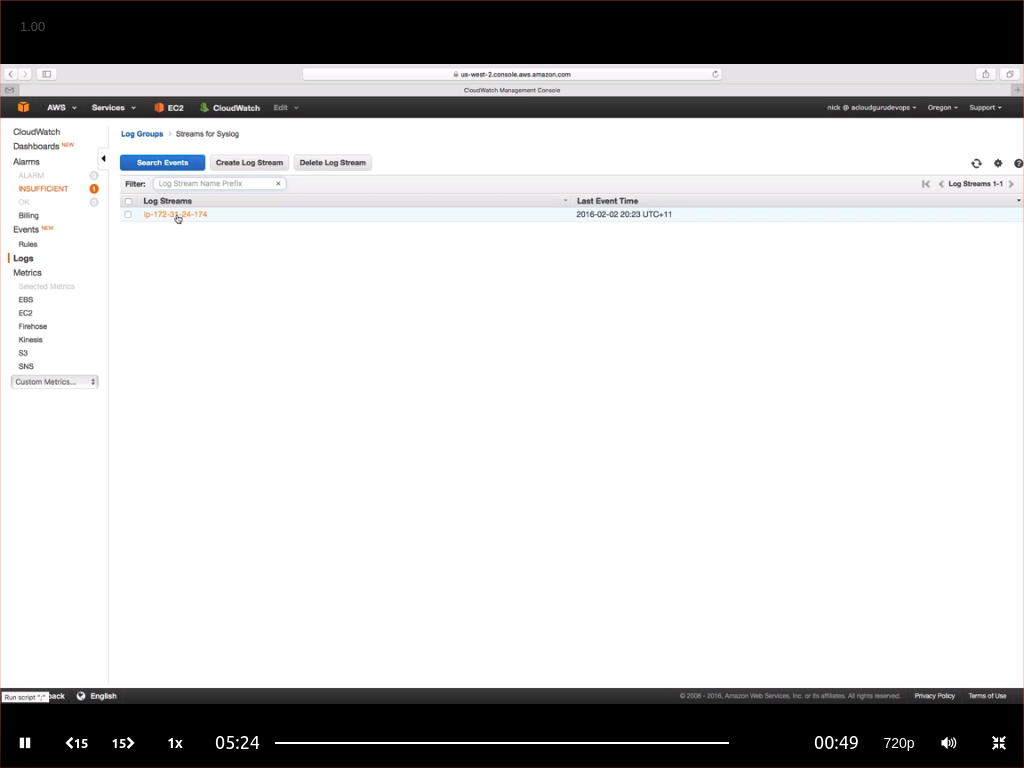 1.00
us-west-2.console.aws.amazon.com
CloudWatch Management Console
AWS Services EC2 CloudWatch Edit nick @ acloudgurudevops Oregon Support
CloudWatch
Dashboards NEW
Alarms
ALARM 0
INSUFFICIENT 1
OK 0
Billing
Events NEW
Rules
Logs
Metrics
Selected Metrics
EBS
EC2
Firehose
Kinesis
S3
SNS
Custom Metrics...
Log Groups > Streams for Syslog
Search Events Create Log Stream Delete Log Stream
Filter: Log Stream Name Prefix × Log Streams 1-1
Log Streams Last Event Time
ip-172-31-24-174 2016-02-02 20:23 UTC+11
Run script ";" back English © 2008 - 2016, Amazon Web Services, Inc. or its affiliates. All rights reserved. Privacy Policy Terms of Use
15 15 1x 05:24 00:49 720p